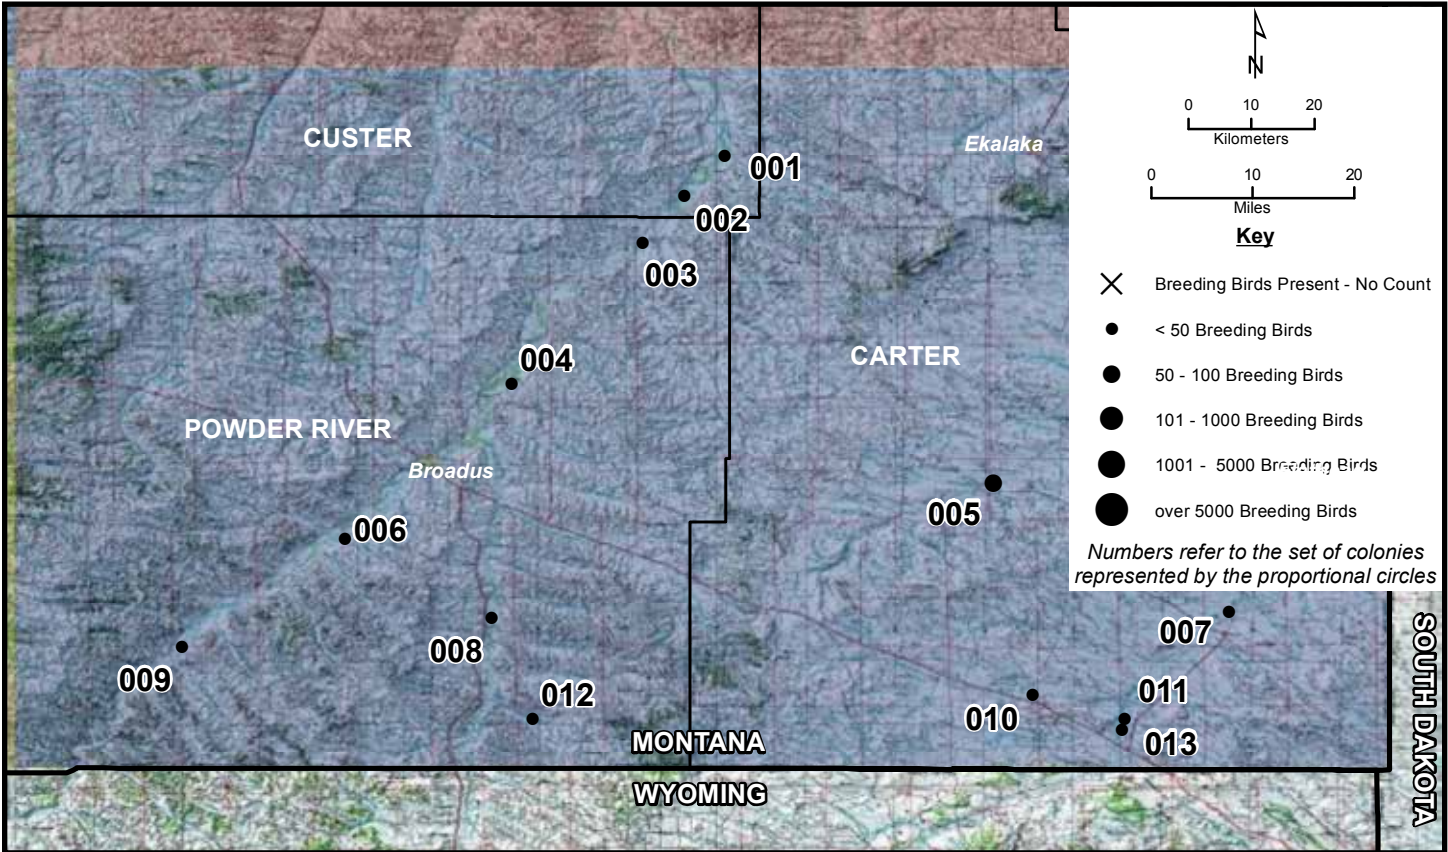 N
0 10 20
Kilometers
0 10 20
Miles
Key
Breeding Birds Present - No Count
< 50 Breeding Birds
50 - 100 Breeding Birds
101 - 1000 Breeding Birds
1001 - 5000 Breeding Birds
over 5000 Breeding Birds
Numbers refer to the set of colonies
represented by the proportional circles
CUSTER
Ekalaka
001
002
003
004
CARTER
POWDER RIVER
Broadus
005
006
007
008
009
011
012
010
013
MONTANA
WYOMING
SOUTH DAKOTA